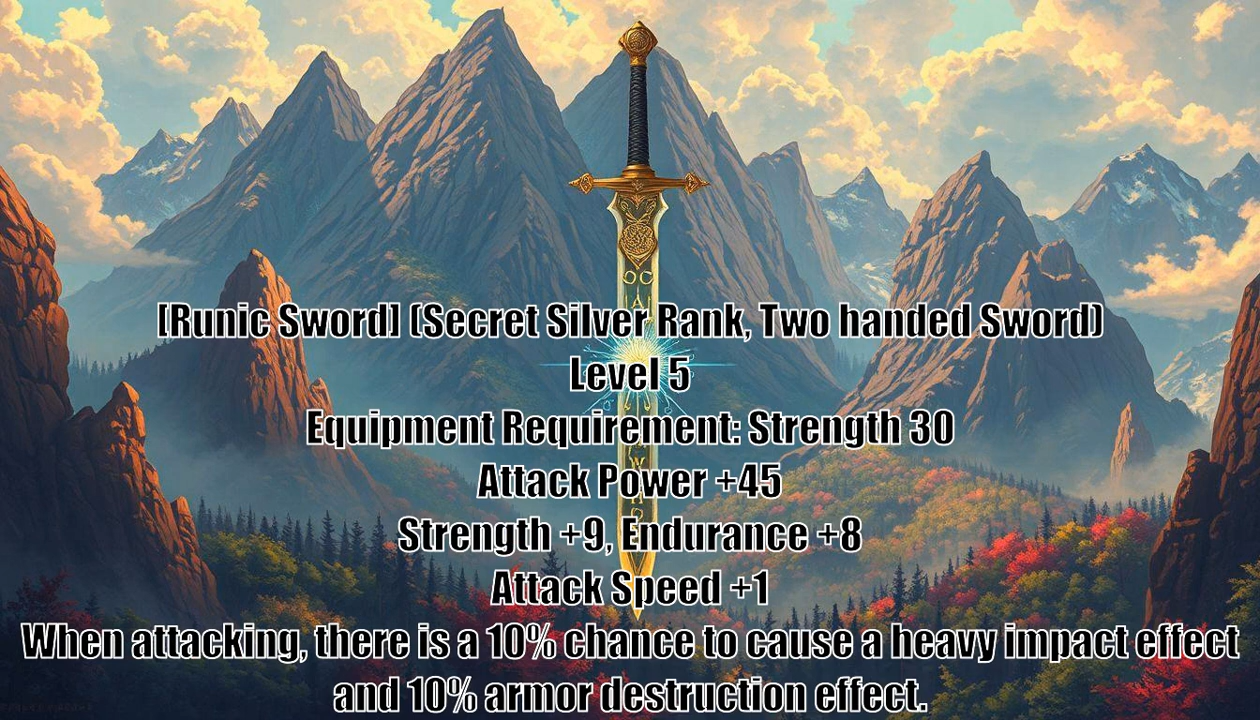 [Runic Sword] (Secret Silver Rank, Two handed Sword)
Level 5
Equipment Requirement: Strength 30
Attack Power +45
Strength +9, Endurance +8
Attack Speed +1
When attacking, there is a 10% chance to cause a heavy impact effect
and 10% armor destruction effect.